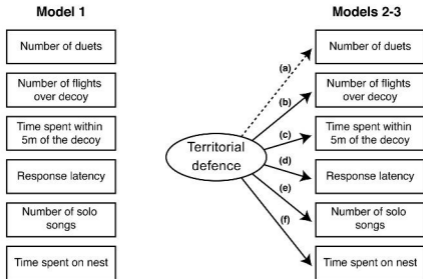 Model 1
Number of duets
Number of flights
over decoy
Time spent within
5m of the decoy
Response latency
Number of solo
songs
Time spent on nest
Models 2-3
Territorial
defence
(a)
(b)
(c)
(d)
(e)
(f)
Number of duets
Number of flights
over decoy
Time spent within
5m of the decoy
Response latency
Number of solo
songs
Time spent on nest